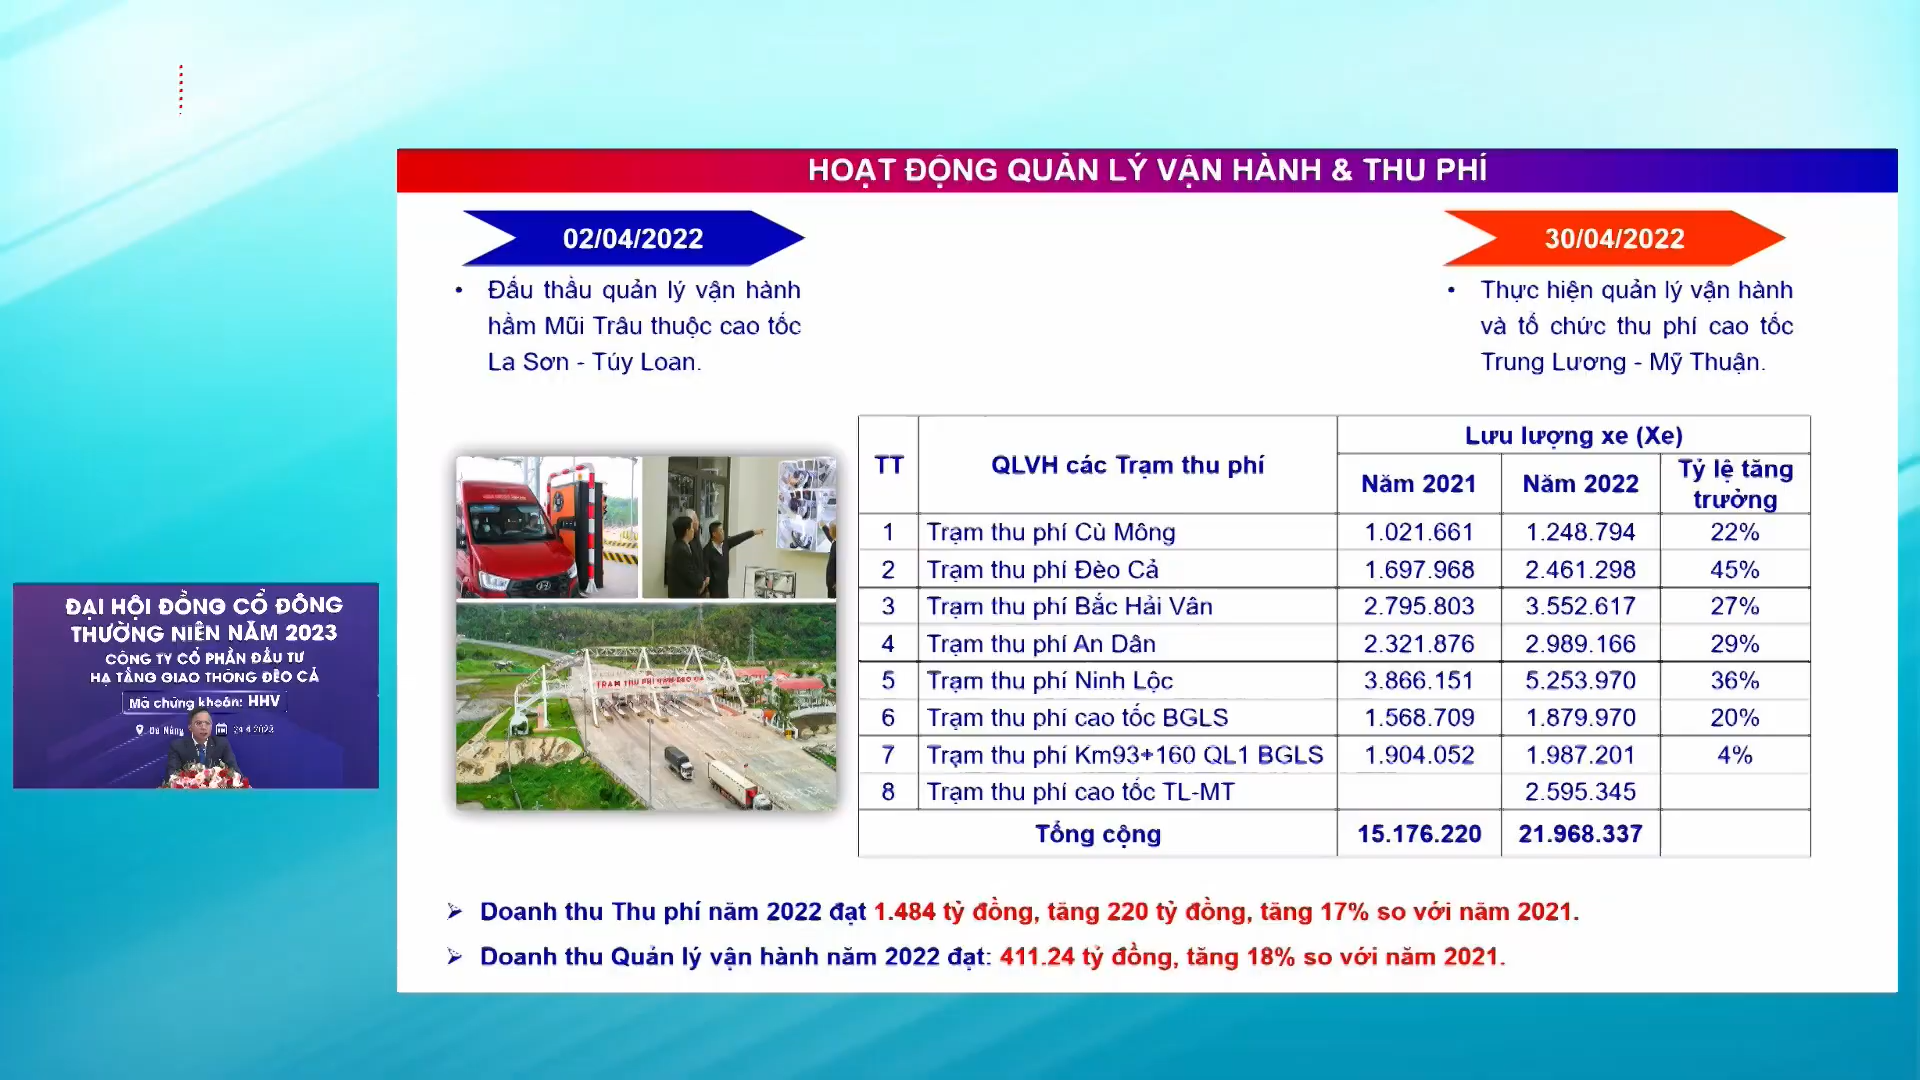 HOẠT ĐỘNG QUẢN LÝ VẬN HÀNH & THU PHÍ
02/04/2022
• Đấu thầu quản lý vận hành
hầm Mũi Trâu thuộc cao tốc
La Sơn - Túy Loan.
30/04/2022
• Thực hiện quản lý vận hành
và tổ chức thu phí cao tốc
Trung Lương - Mỹ Thuận.
TT QLVH các Trạm thu phí Lưu lượng xe (Xe)
Năm 2021 Năm 2022 Tỷ lệ tăng
trưởng
1 Trạm thu phí Cù Mông 1.021.661 1.248.794 22%
2 Trạm thu phí Đèo Cả 1.697.968 2.461.298 45%
3 Trạm thu phí Bắc Hải Vân 2.795.803 3.552.617 27%
4 Trạm thu phí An Dân 2.321.876 2.989.166 29%
5 Trạm thu phí Ninh Lộc 3.866.151 5.253.970 36%
6 Trạm thu phí cao tốc BGLS 1.568.709 1.879.970 20%
7 Trạm thu phí Km93+160 QL1 BGLS 1.904.052 1.987.201 4%
8 Trạm thu phí cao tốc TL-MT 2.595.345
Tổng cộng 15.176.220 21.968.337
➢ Doanh thu Thu phí năm 2022 đạt 1.484 tỷ đồng, tăng 220 tỷ đồng, tăng 17% so với năm 2021.
➢ Doanh thu Quản lý vận hành năm 2022 đạt: 411.24 tỷ đồng, tăng 18% so với năm 2021.
ĐẠI HỘI ĐỒNG CỔ ĐÔNG
THƯỜNG NIÊN NĂM 2023
CÔNG TY CỔ PHẦN ĐẦU TƯ
HẠ TẦNG GIAO THÔNG ĐÈO CẢ
Mã chứng khoán: HHV
Đà Nẵng 24.4.2023
TRẠM THU PHÍ NAM ĐÈO CẢ